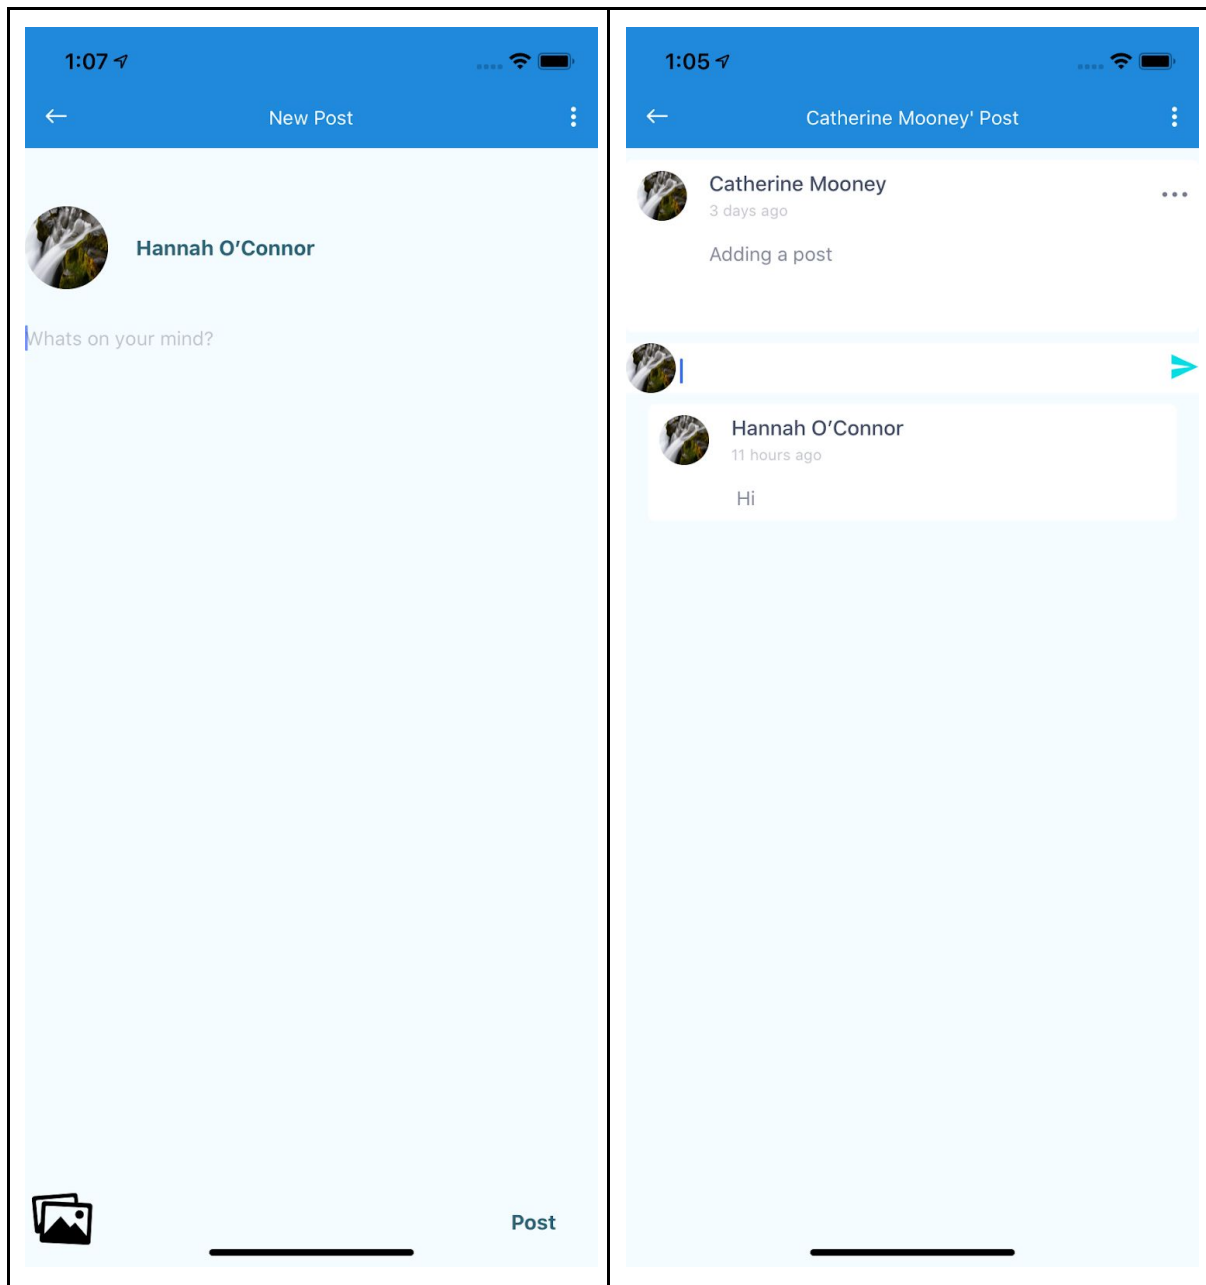 1:07
New Post
Hannah O’Connor
Whats on your mind?
Post
1:05
Catherine Mooney' Post
Catherine Mooney
3 days ago
Adding a post
Hannah O’Connor
11 hours ago
Hi